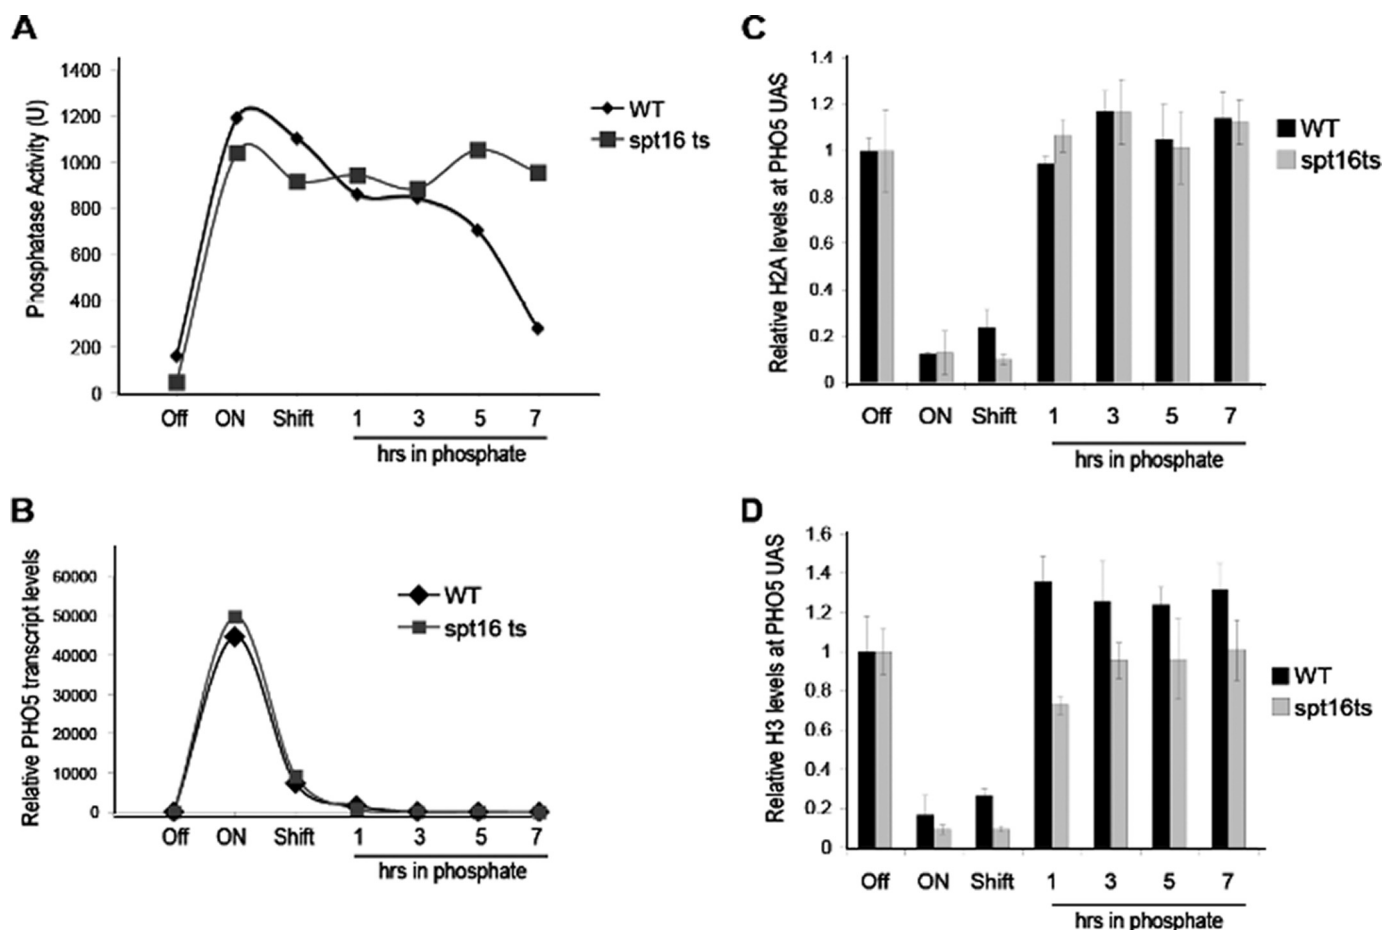 A
Phosphatase Activity (U)
1400
1200
1000
800
600
400
200
0
Off ON Shift 1 3 5 7
hrs in phosphate
WT
spt16 ts
B
Relative PHO5 transcript levels
60000
50000
40000
30000
20000
10000
0
Off ON Shift 1 3 5 7
hrs in phosphate
WT
spt16 ts
C
Relative H2A levels at PHO5 UAS
1.4
1.2
1
0.8
0.6
0.4
0.2
0
Off ON Shift 1 3 5 7
hrs in phosphate
WT
spt16ts
D
Relative H3 levels at PHO5 UAS
1.6
1.4
1.2
1
0.8
0.6
0.4
0.2
0
Off ON Shift 1 3 5 7
hrs in phosphate
WT
spt16ts